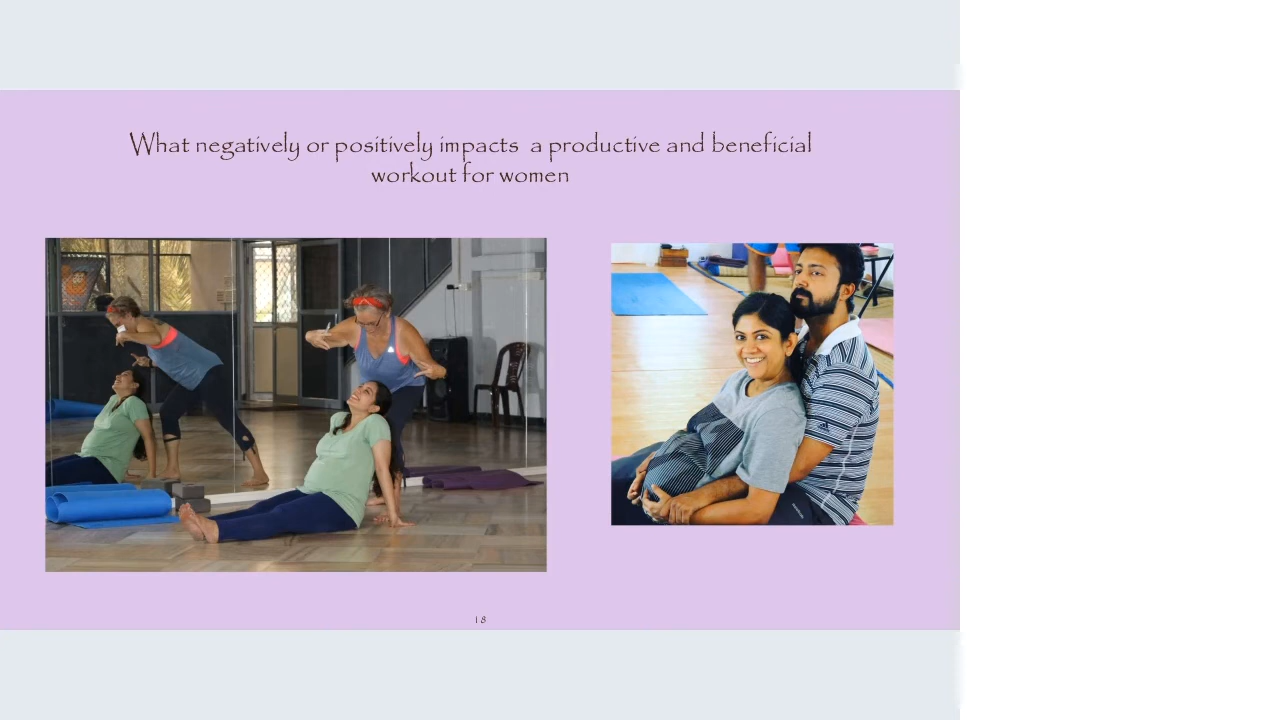 What negatively or positively impacts a productive and beneficial
workout for women
18